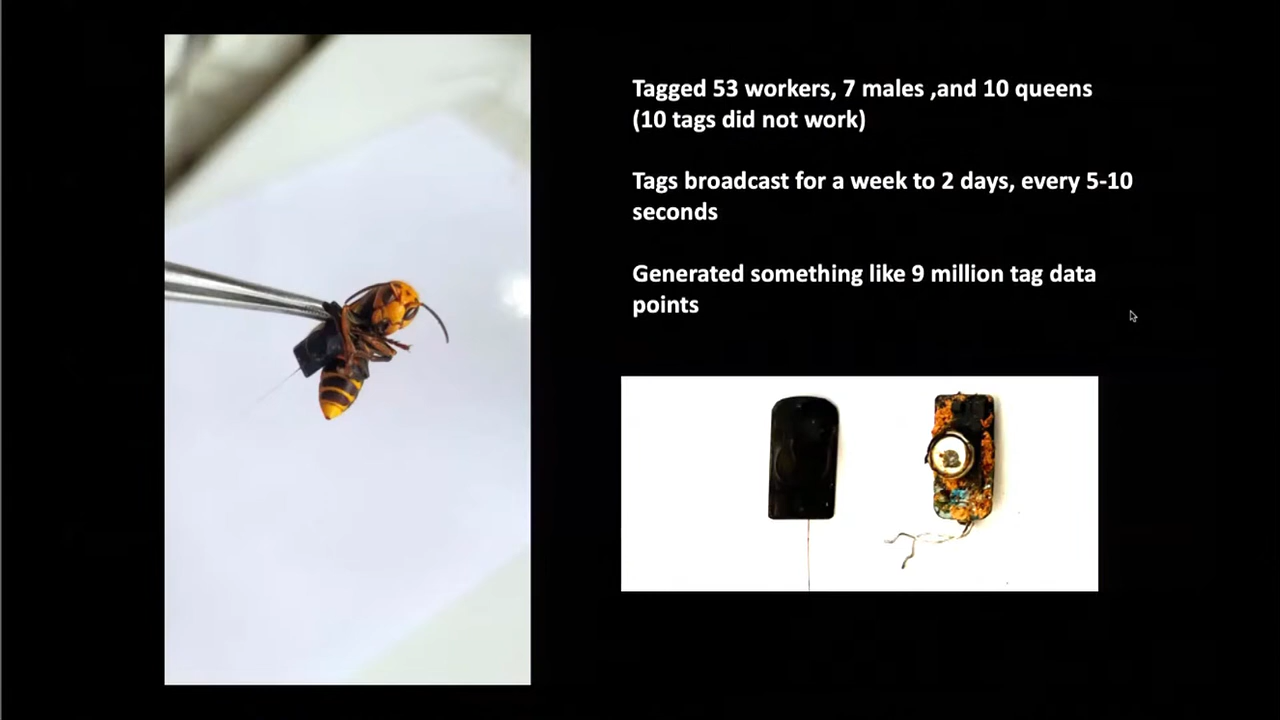 Tagged 53 workers, 7 males ,and 10 queens
(10 tags did not work)
Tags broadcast for a week to 2 days, every 5-10
seconds
Generated something like 9 million tag data
points